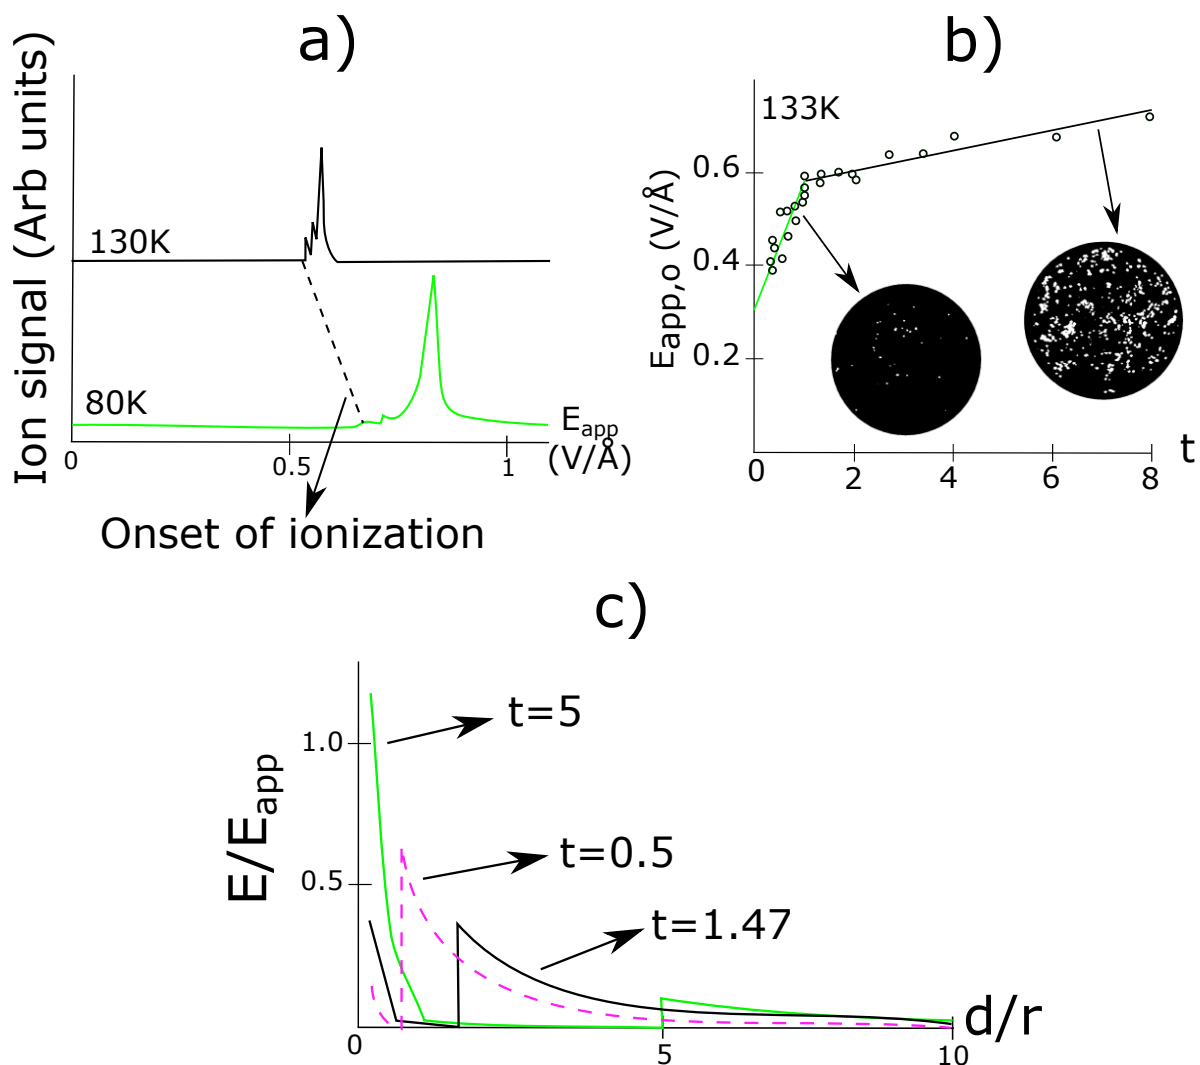 a)
Ion signal (Arb units)
130K
80K
E_app
(V/Å)
0
0.5
1
Onset of ionization
b)
133K
E_app,o (V/Å)
0.6
0.4
0.2
0
2
4
6
8
t
c)
E/E_app
1.0
0.5
t=5
t=0.5
t=1.47
d/r
0
5
10